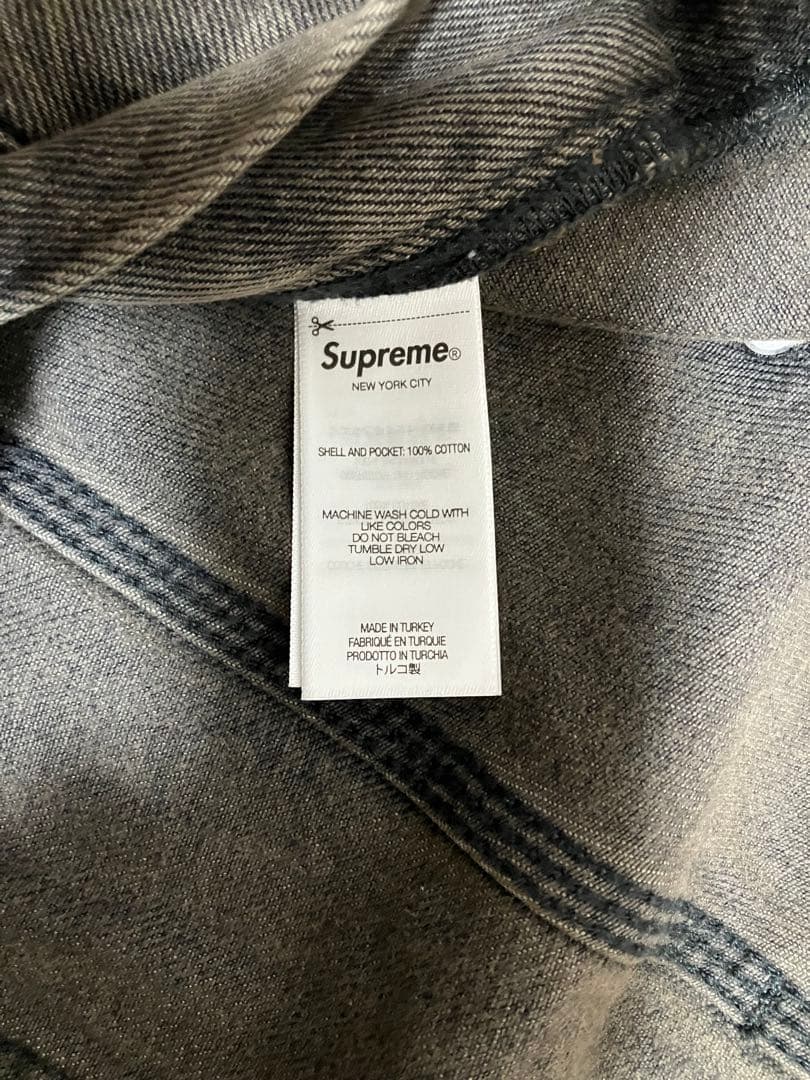 Supreme®
NEW YORK CITY
SHELL AND POCKET: 100% COTTON
MACHINE WASH COLD WITH
LIKE COLORS
DO NOT BLEACH
TUMBLE DRY LOW
LOW IRON
MADE IN TURKEY
FABRIQUÉ EN TURQUIE
PRODOTTO IN TURCHIA
トルコ製